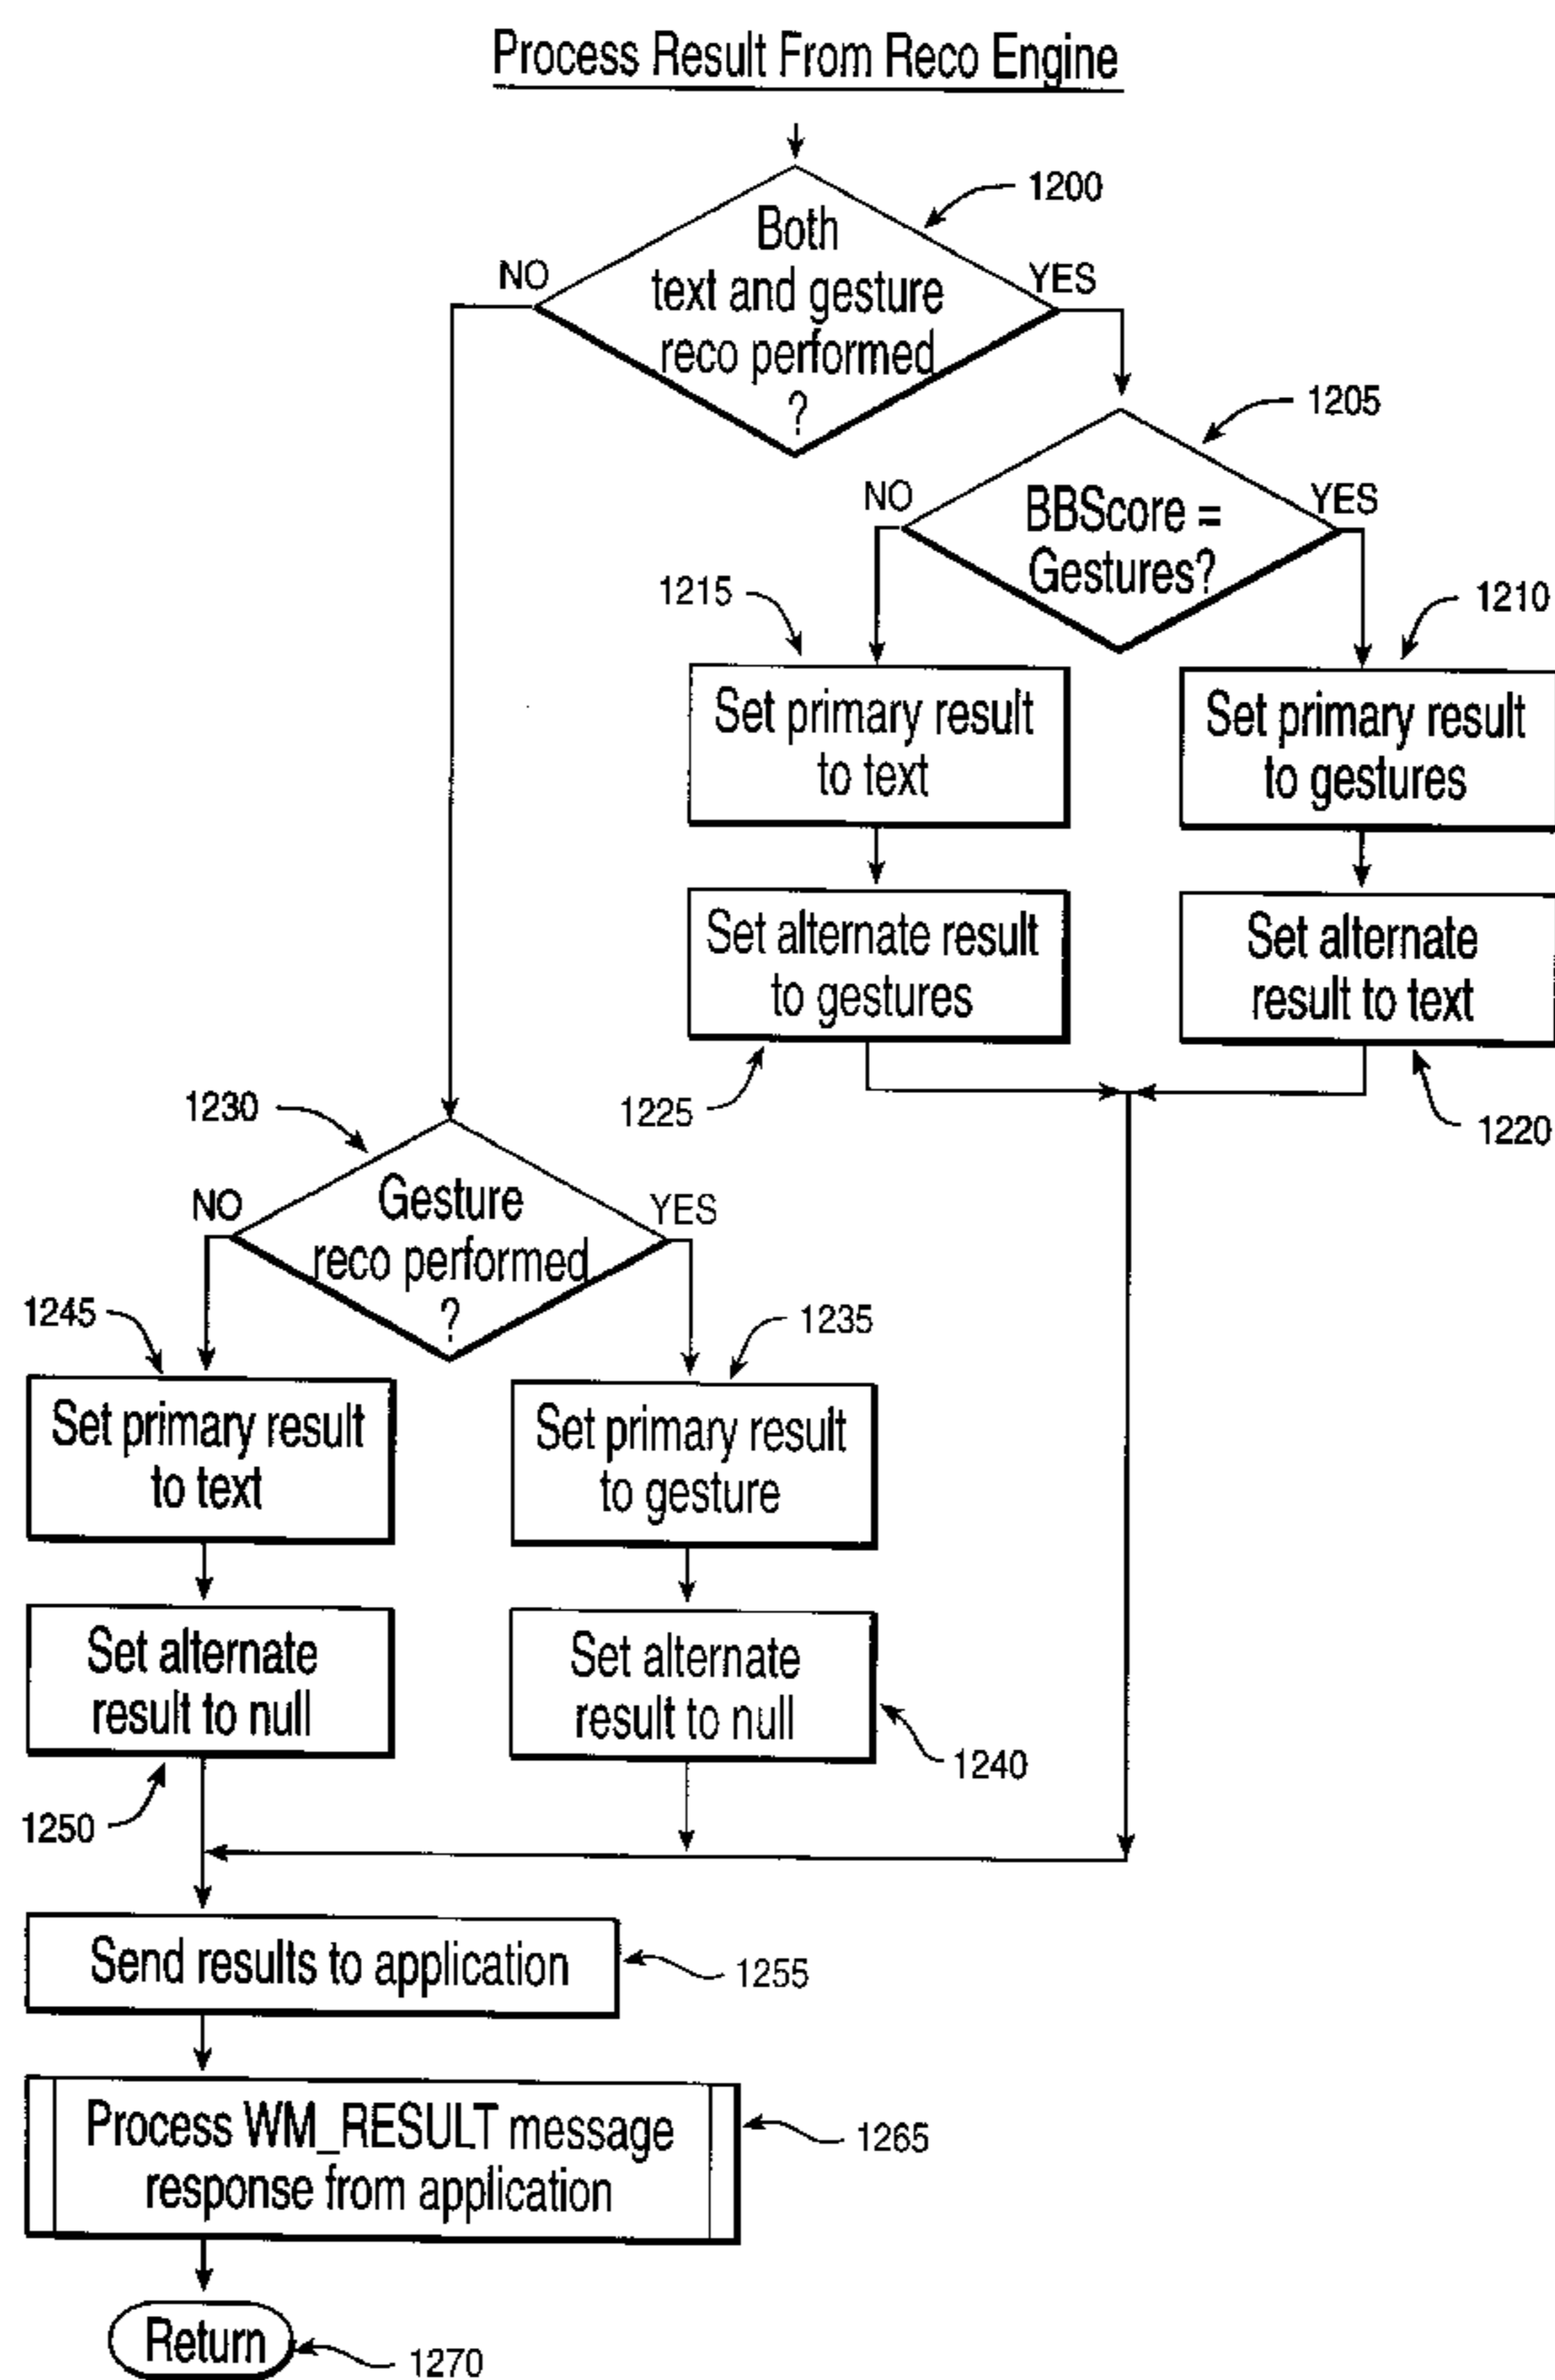 Process Result From Reco Engine
1200
Both
text and gesture
reco performed
?
NO
YES
1205
BBScore =
Gestures?
NO
YES
1215
1210
Set primary result
to text
Set primary result
to gestures
Set alternate result
to gestures
Set alternate
result to text
1225
1220
1230
Gesture
reco performed
?
NO
YES
1245
1235
Set primary result
to text
Set primary result
to gesture
Set alternate
result to null
Set alternate
result to null
1240
1250
Send results to application
1255
Process WM_RESULT message
response from application
1265
Return
1270